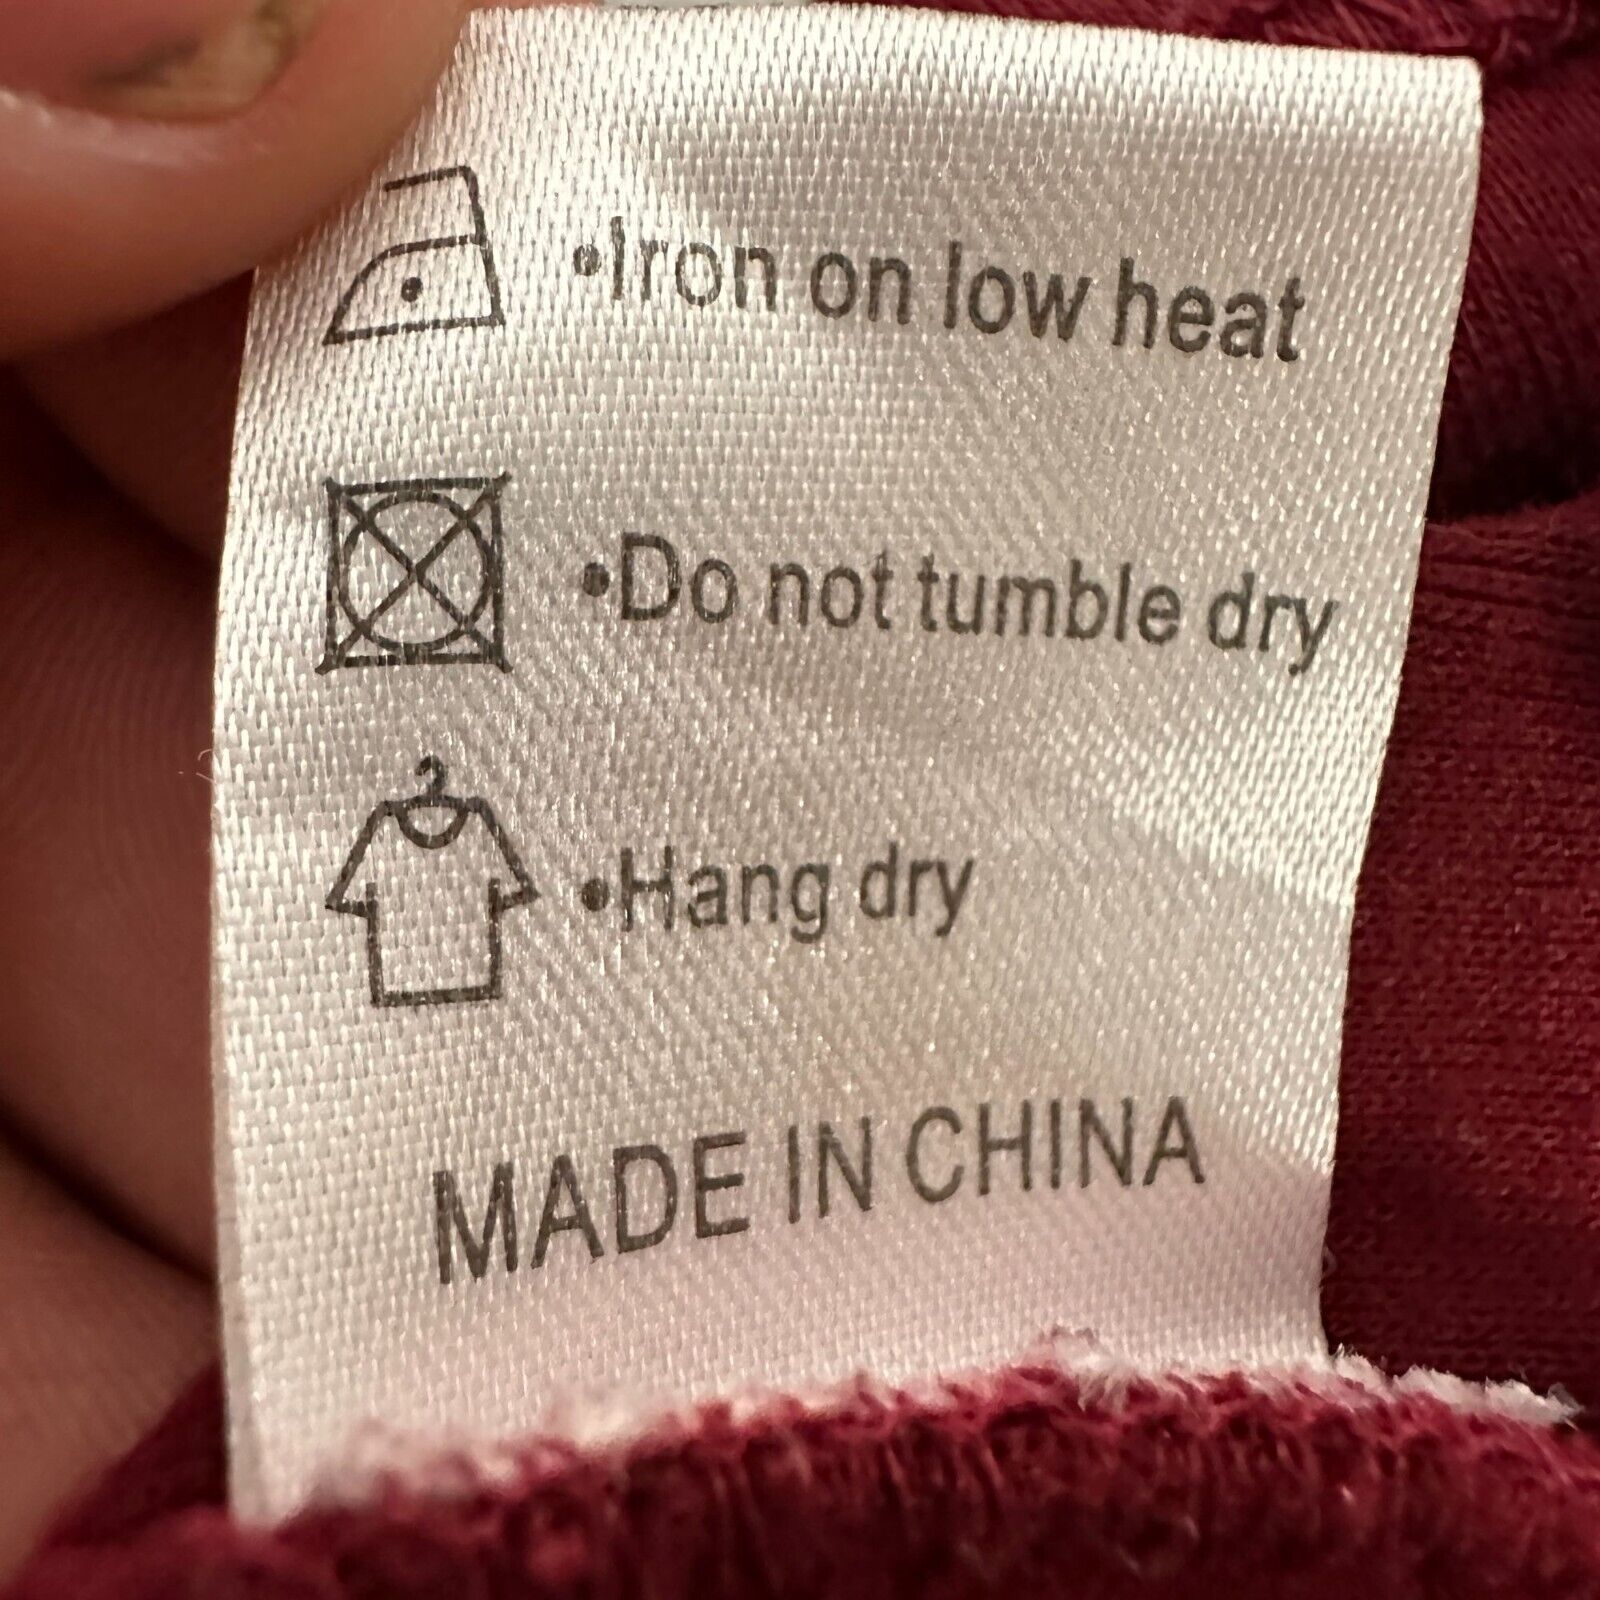 •Iron on low heat
•Do not tumble dry
•Hang dry
MADE IN CHINA